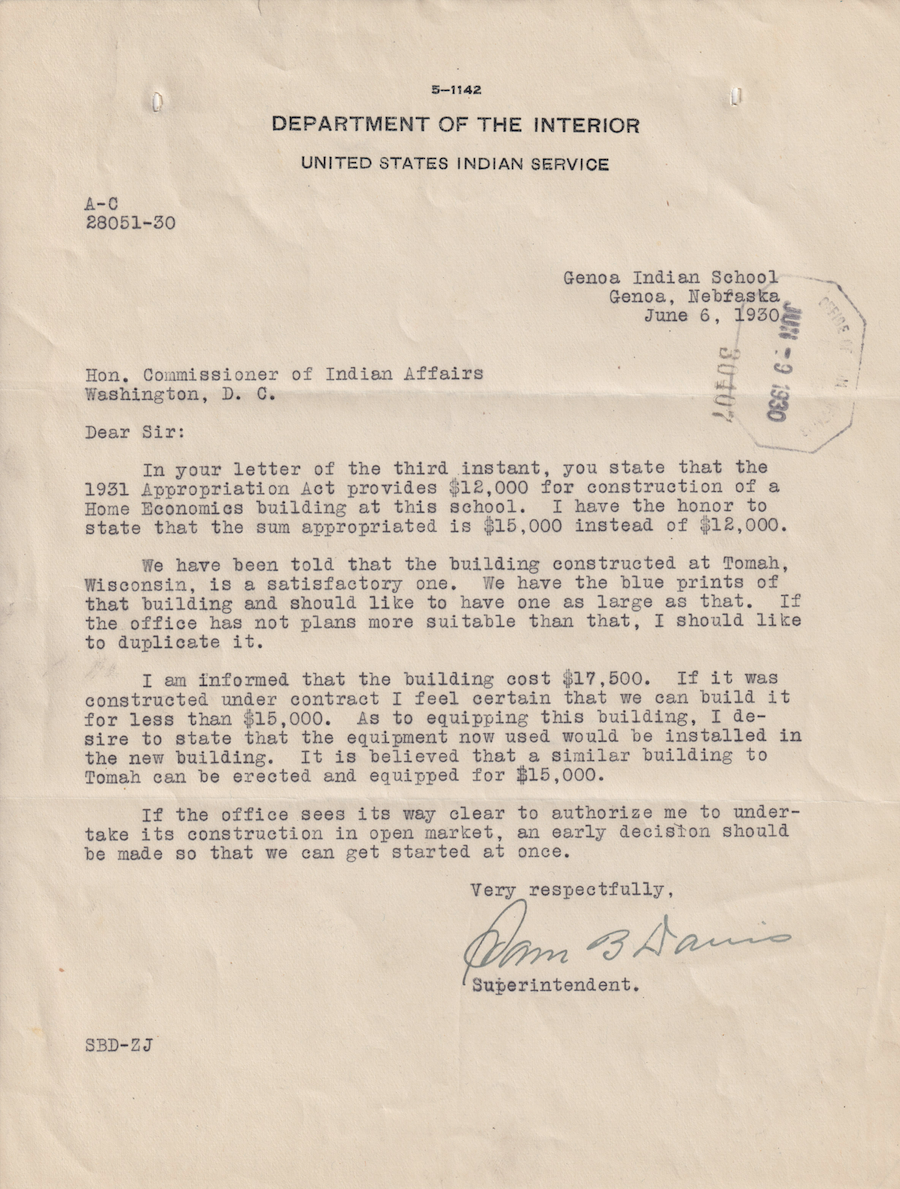 5-1142
DEPARTMENT OF THE INTERIOR
UNITED STATES INDIAN SERVICE
A-C
28051-30
Genoa Indian School
Genoa, Nebraska
June 6, 1930
OFFICE OF
JUN - 9 1930
30407
Hon. Commissioner of Indian Affairs
Washington, D. C.
Dear Sir:
In your letter of the third instant, you state that the
1931 Appropriation Act provides $12,000 for construction of a
Home Economics building at this school. I have the honor to
state that the sum appropriated is $15,000 instead of $12,000.
We have been told that the building constructed at Tomah,
Wisconsin, is a satisfactory one. We have the blue prints of
that building and should like to have one as large as that. If
the office has not plans more suitable than that, I should like
to duplicate it.
I am informed that the building cost $17,500. If it was
constructed under contract I feel certain that we can build it
for less than $15,000. As to equipping this building, I de-
sire to state that the equipment now used would be installed in
the new building. It is believed that a similar building to
Tomah can be erected and equipped for $15,000.
If the office sees its way clear to authorize me to under-
take its construction in open market, an early decision should
be made so that we can get started at once.
Very respectfully,
Sam B Davis
Superintendent.
SBD-ZJ